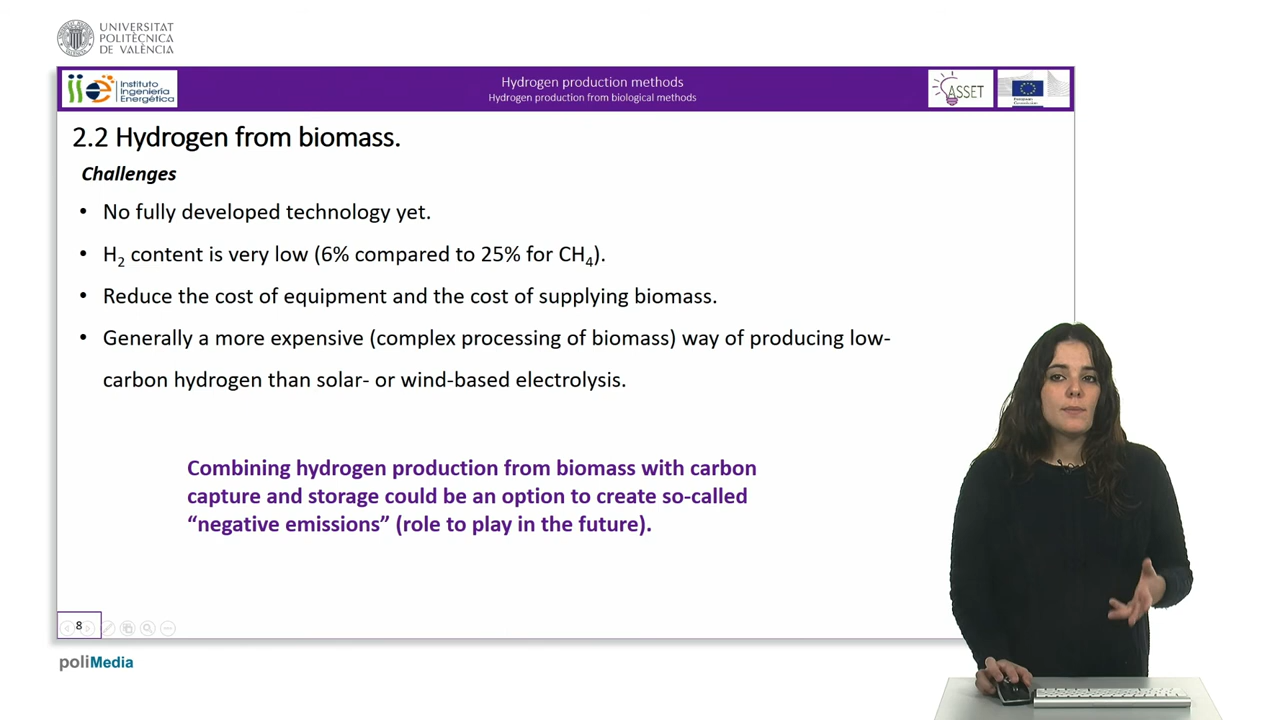 UNIVERSITAT
POLITÈCNICA
DE VALÈNCIA
iie Instituto
Ingeniería
Energética
Hydrogen production methods
Hydrogen production from biological methods
ASSET
European
Commission
2.2 Hydrogen from biomass.
Challenges
• No fully developed technology yet.
• H₂ content is very low (6% compared to 25% for CH₄).
• Reduce the cost of equipment and the cost of supplying biomass.
• Generally a more expensive (complex processing of biomass) way of producing low-
carbon hydrogen than solar- or wind-based electrolysis.
Combining hydrogen production from biomass with carbon
capture and storage could be an option to create so-called
“negative emissions” (role to play in the future).
8
poliMedia